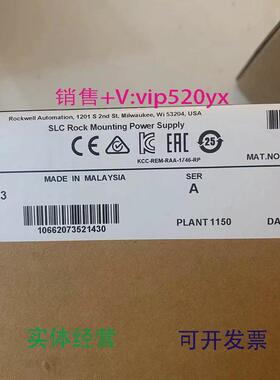 销售+V:vip520yx
Rockwell Automation, 1201 S 2nd St. Milwaukee, Wi 53204, USA
SLC Rock Mounting Power Supply
25
KCC-REM-RAA-1746-RP
MAT.NO
MADE IN MALAYSIA
SER
3
A
10662073521430
PLANT 1150
DA
实体经营
可开发票